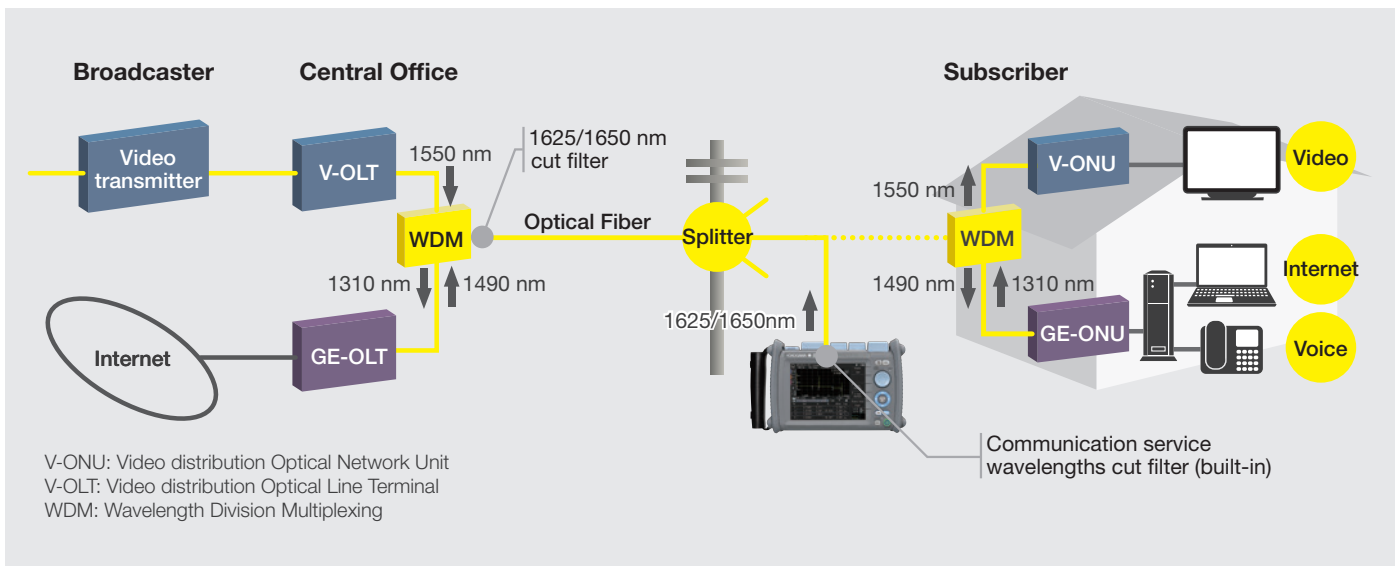 Broadcaster
Central Office
Subscriber
Video
transmitter
V-OLT
1550 nm
1625/1650 nm
cut filter
WDM
Optical Fiber
Splitter
1310 nm
1490 nm
Internet
GE-OLT
1625/1650nm
1550 nm
WDM
1490 nm
1310 nm
V-ONU
Video
GE-ONU
Internet
Voice
Communication service
wavelengths cut filter (built-in)
V-ONU: Video distribution Optical Network Unit
V-OLT: Video distribution Optical Line Terminal
WDM: Wavelength Division Multiplexing